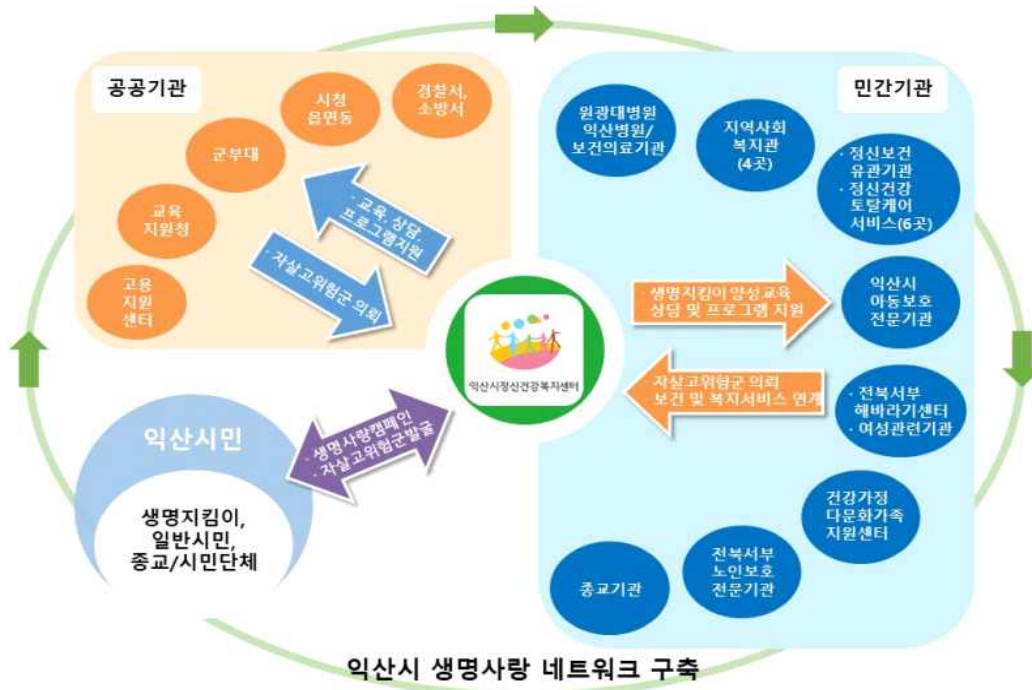 공공기관
경찰서,
소방서
시청
읍면동
군부대
교육
지원청
고용
지원
센터
· 교육, 상담,
프로그램지원
· 자살고위험군 의뢰
민간기관
원광대병원
익산병원/
보건의료기관
지역사회
복지관
(4곳)
· 정신보건
유관기관
· 정신건강
토탈케어
서비스(6곳)
익산시
아동보호
전문기관
· 전북서부
해바라기센터
· 여성관련기관
건강가정
다문화가족
지원센터
전북서부
노인보호
전문기관
종교기관
· 생명지킴이 양성교육
상담 및 프로그램 지원
자살고위험군 의뢰
· 보건 및 복지서비스 연계
익산시정신건강복지센터
· 생명사랑캠페인
· 자살고위험군발굴
익산시민
생명지킴이,
일반시민,
종교/시민단체
익산시 생명사랑 네트워크 구축